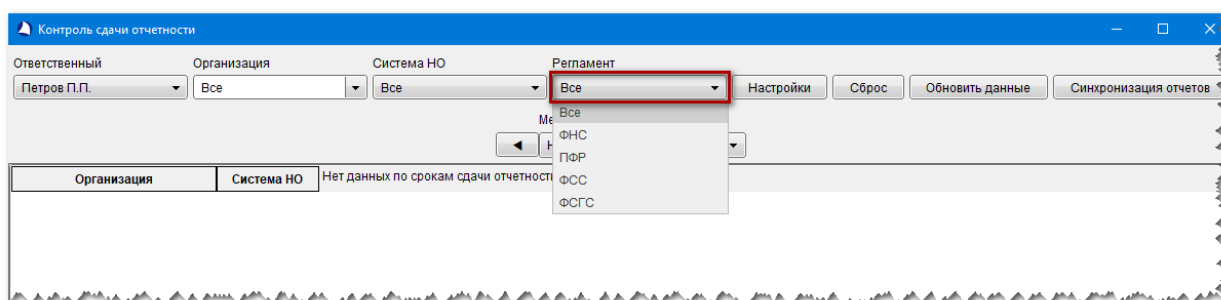 Контроль сдачи отчетности
Ответственный Организация Система НО Регламент
Петров П.П. Все Все Все Настройки Сброс Обновить данные Синхронизация отчетов
Все
ФНС
ПФР
ФСС
ФСГС
Организация Система НО Нет данных по срокам сдачи